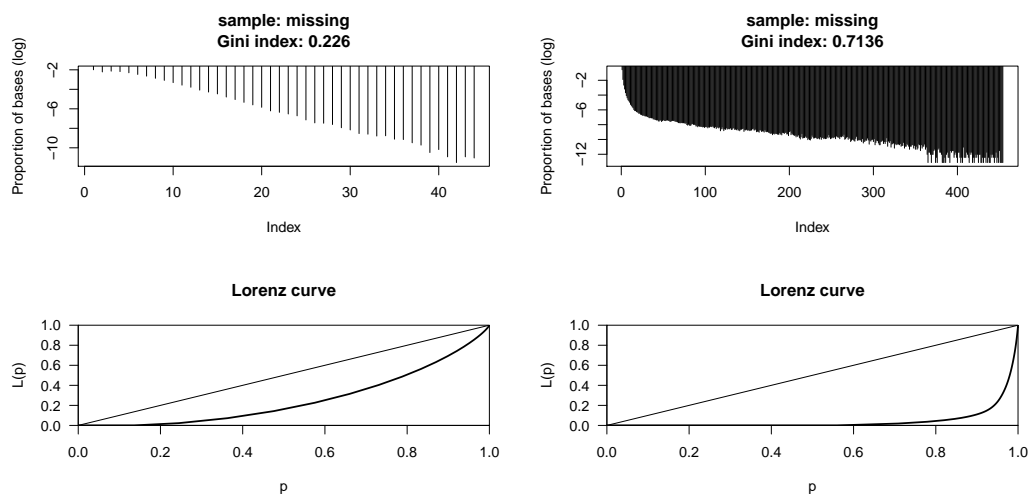 sample: missing
Gini index: 0.226
Proportion of bases (log)
−2
−6
−10
0
10
20
30
40
Index
sample: missing
Gini index: 0.7136
Proportion of bases (log)
−2
−6
−12
0
100
200
300
400
Index
Lorenz curve
L(p)
1.0
0.8
0.6
0.4
0.2
0.0
0.0
0.2
0.4
0.6
0.8
1.0
p
Lorenz curve
L(p)
1.0
0.8
0.6
0.4
0.2
0.0
0.0
0.2
0.4
0.6
0.8
1.0
p